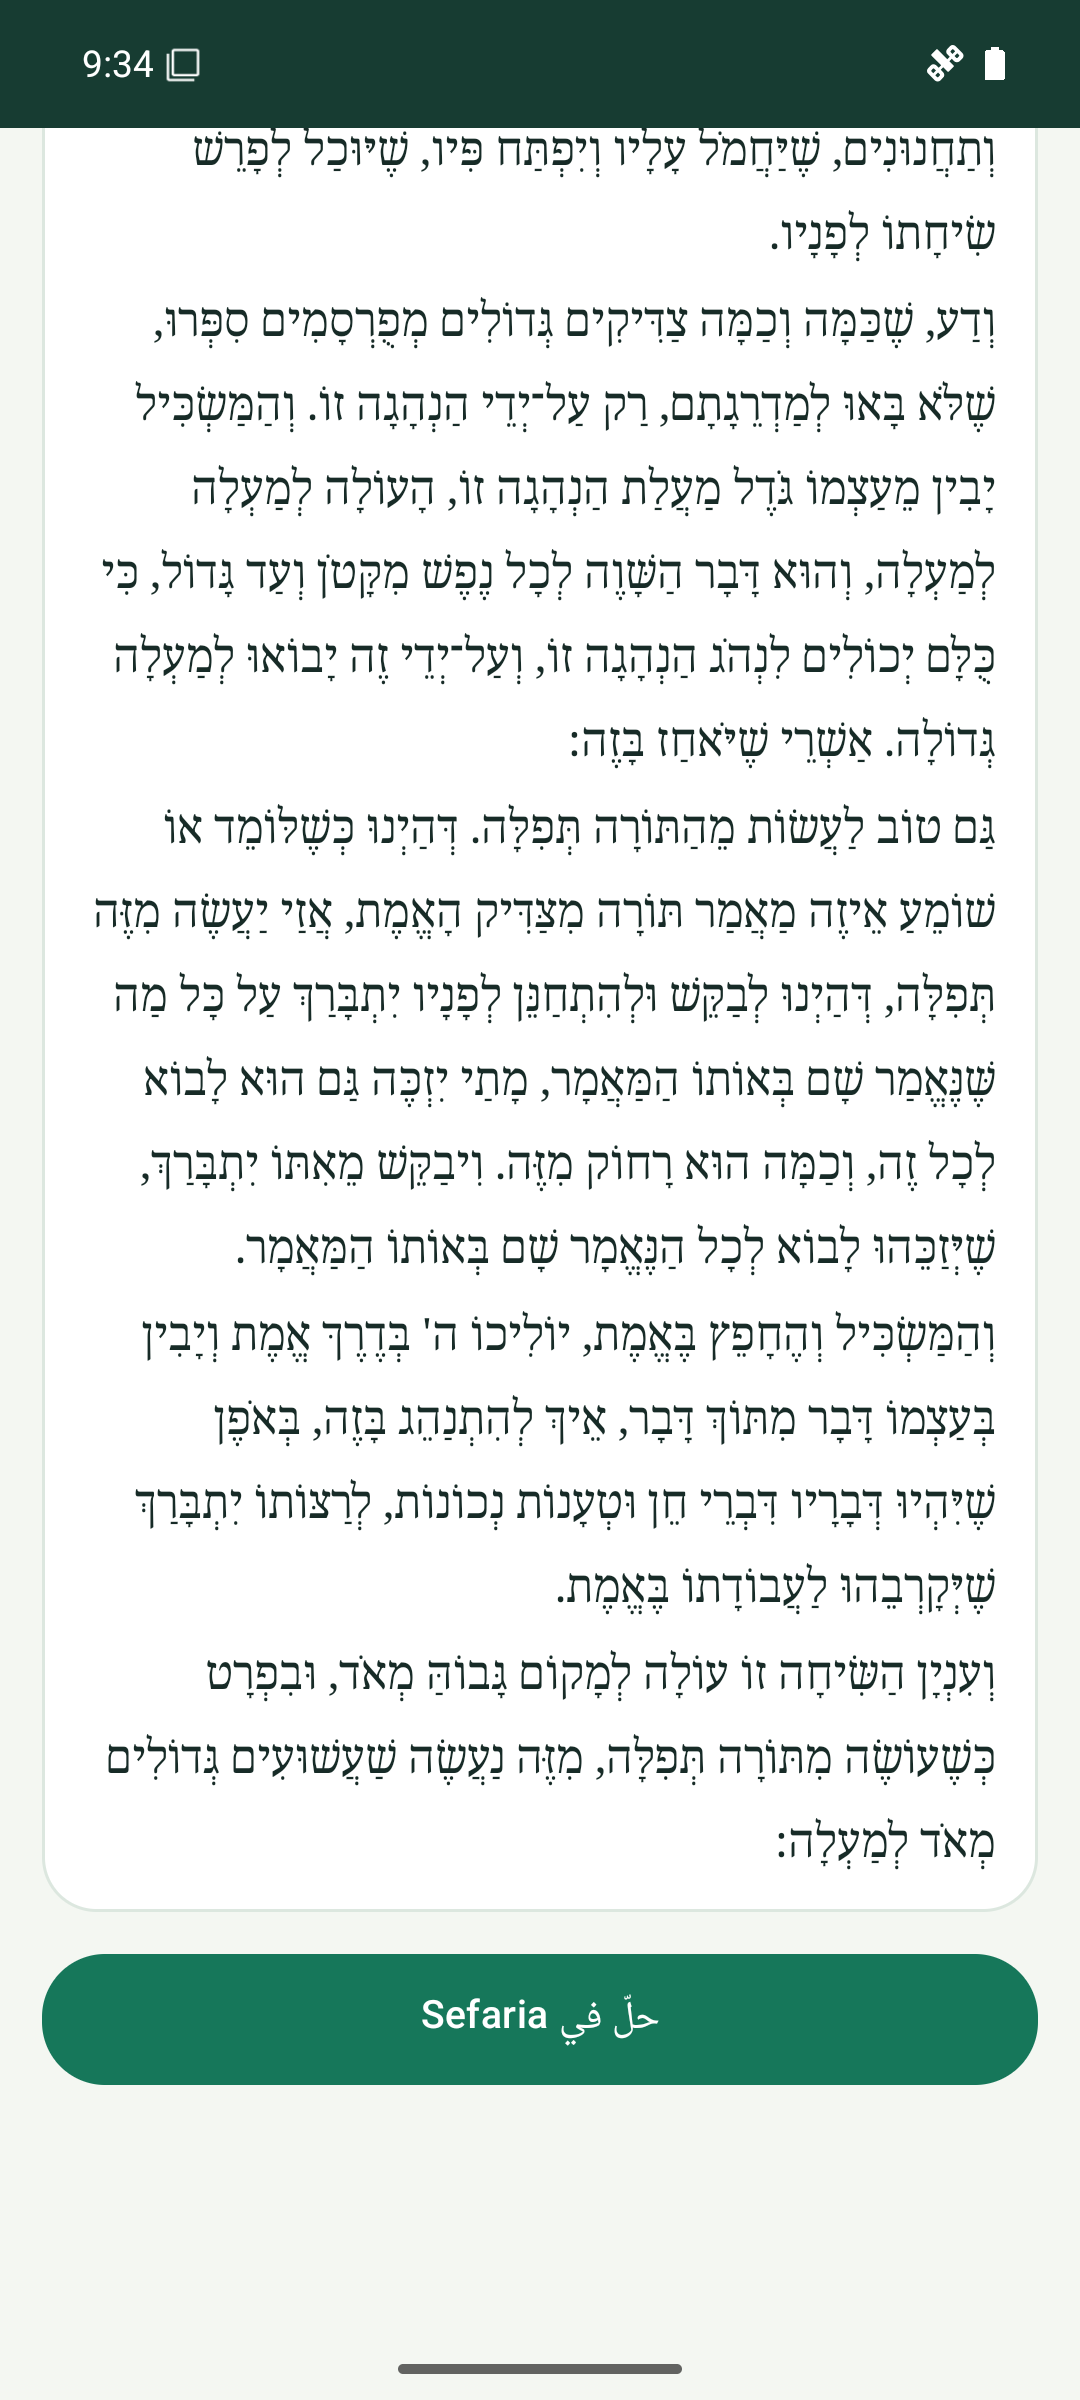 9:34
וְתַחֲנוּנִים, שֶׁיַּחֲמֹל עָלָיו וְיִפְתַּח פִּיו, שֶׁיּוּכַל לְפָרֵשׁ
שִׂיחָתוֹ לְפָנָיו.
וְדַע, שֶׁכַּמָּה וְכַמָּה צַדִּיקִים גְּדוֹלִים מְפֻרְסָמִים סִפְּרוּ,
שֶׁלֹּא בָּאוּ לְמַדְרֵגָתָם, רַק עַל־יְדֵי הַנְהָגָה זוֹ. וְהַמַּשְׂכִּיל
יָבִין מֵעַצְמוֹ גֹּדֶל מַעֲלַת הַנְהָגָה זוֹ, הָעוֹלָה לְמַעְלָה
לְמַעְלָה, וְהוּא דָּבָר הַשָּׁוֶה לְכָל נֶפֶשׁ מִקָּטֹן וְעַד גָּדוֹל, כִּי
כֻּלָּם יְכוֹלִים לִנְהֹג הַנְהָגָה זוֹ, וְעַל־יְדֵי זֶה יָבוֹאוּ לְמַעְלָה
גְּדוֹלָה. אַשְׁרֵי שֶׁיֹּאחַז בָּזֶה:
גַּם טוֹב לַעֲשׂוֹת מֵהַתּוֹרָה תְּפִלָּה. דְּהַיְנוּ כְּשֶׁלּוֹמֵד אוֹ
שׁוֹמֵעַ אֵיזֶה מַאֲמַר תּוֹרָה מִצַּדִּיק הָאֱמֶת, אֲזַי יַעֲשֶׂה מִזֶּה
תְּפִלָּה, דְּהַיְנוּ לְבַקֵּשׁ וּלְהִתְחַנֵּן לְפָנָיו יִתְבָּרַךְ עַל כָּל מַה
שֶּׁנֶּאֱמַר שָׁם בְּאוֹתוֹ הַמַּאֲמָר, מָתַי יִזְכֶּה גַּם הוּא לָבוֹא
לְכָל זֶה, וְכַמָּה הוּא רָחוֹק מִזֶּה. וִיבַקֵּשׁ מֵאִתּוֹ יִתְבָּרַךְ,
שֶׁיְּזַכֵּהוּ לָבוֹא לְכָל הַנֶּאֱמָר שָׁם בְּאוֹתוֹ הַמַּאֲמָר.
וְהַמַּשְׂכִּיל וְהֶחָפֵץ בֶּאֱמֶת, יוֹלִיכוֹ ה' בְּדֶרֶךְ אֱמֶת וְיָבִין
בְּעַצְמוֹ דָּבָר מִתּוֹךְ דָּבָר, אֵיךְ לְהִתְנַהֵג בָּזֶה, בְּאֹפֶן
שֶׁיִּהְיוּ דְּבָרָיו דִּבְרֵי חֵן וּטְעָנוֹת נְכוֹנוֹת, לְרַצּוֹתוֹ יִתְבָּרַךְ
שֶׁיְּקָרְבֵהוּ לַעֲבוֹדָתוֹ בֶּאֱמֶת.
וְעִנְיָן הַשִּׂיחָה זוֹ עוֹלָה לְמָקוֹם גָּבוֹהַּ מְאֹד, וּבִפְרָט
כְּשֶׁעוֹשֶׂה מִתּוֹרָה תְּפִלָּה, מִזֶּה נַעֲשֶׂה שַׁעֲשׁוּעִים גְּדוֹלִים
מְאֹד לְמַעְלָה:
حلّ في Sefaria